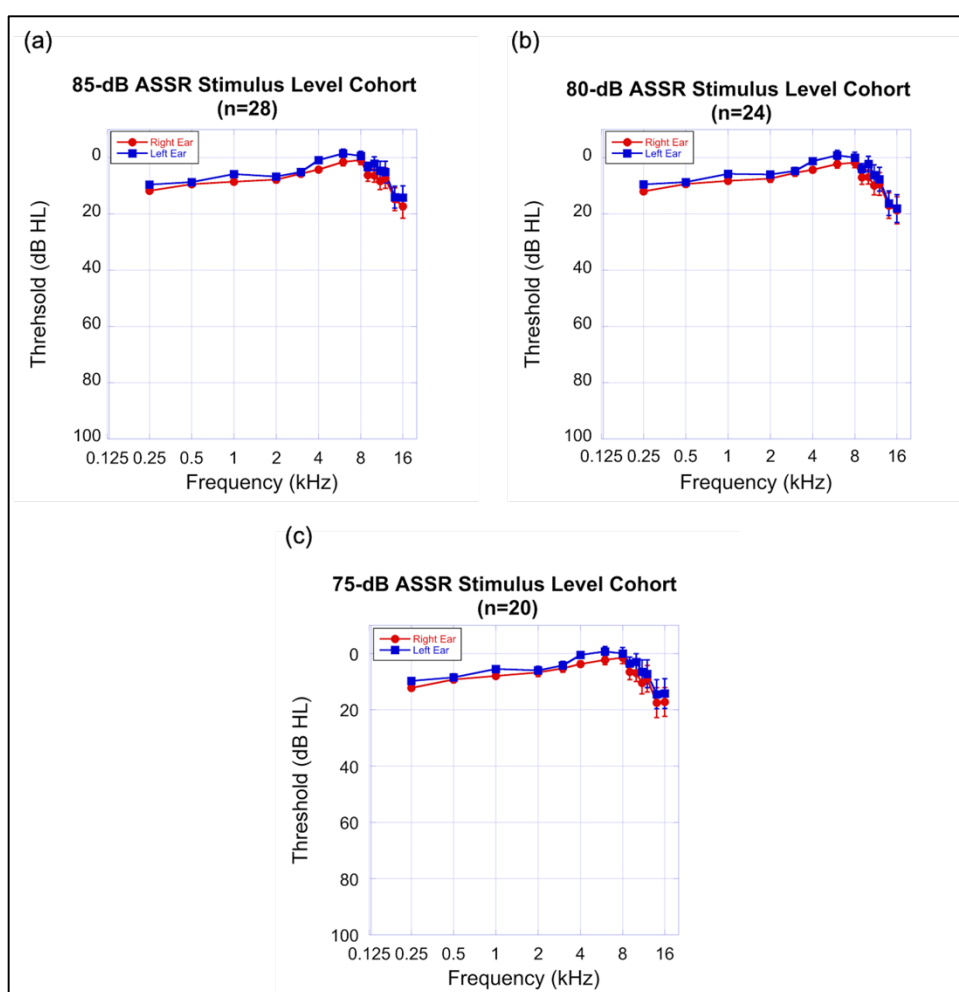 (a)
85-dB ASSR Stimulus Level Cohort
(n=28)
Right Ear
Left Ear
0
20
40
60
80
100
Threhsold (dB HL)
0.125 0.25 0.5 1 2 4 8 16
Frequency (kHz)
(b)
80-dB ASSR Stimulus Level Cohort
(n=24)
Right Ear
Left Ear
0
20
40
60
80
100
Threshold (dB HL)
0.125 0.25 0.5 1 2 4 8 16
Frequency (kHz)
(c)
75-dB ASSR Stimulus Level Cohort
(n=20)
Right Ear
Left Ear
0
20
40
60
80
100
Threshold (dB HL)
0.125 0.25 0.5 1 2 4 8 16
Frequency (kHz)